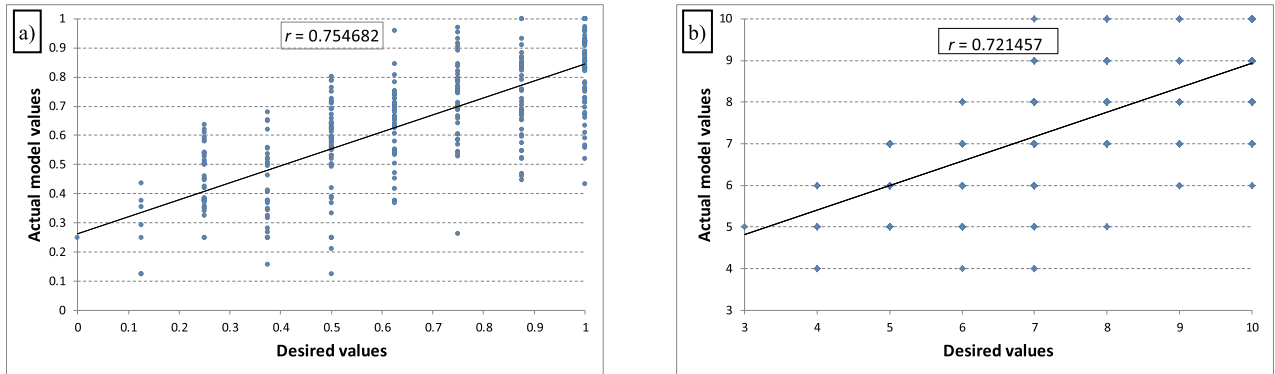 a)
r = 0.754682
Actual model values
1
0.9
0.8
0.7
0.6
0.5
0.4
0.3
0.2
0.1
0
0 0.1 0.2 0.3 0.4 0.5 0.6 0.7 0.8 0.9 1
Desired values
b)
r = 0.721457
Actual model values
10
9
8
7
6
5
4
3
3 4 5 6 7 8 9 10
Desired values